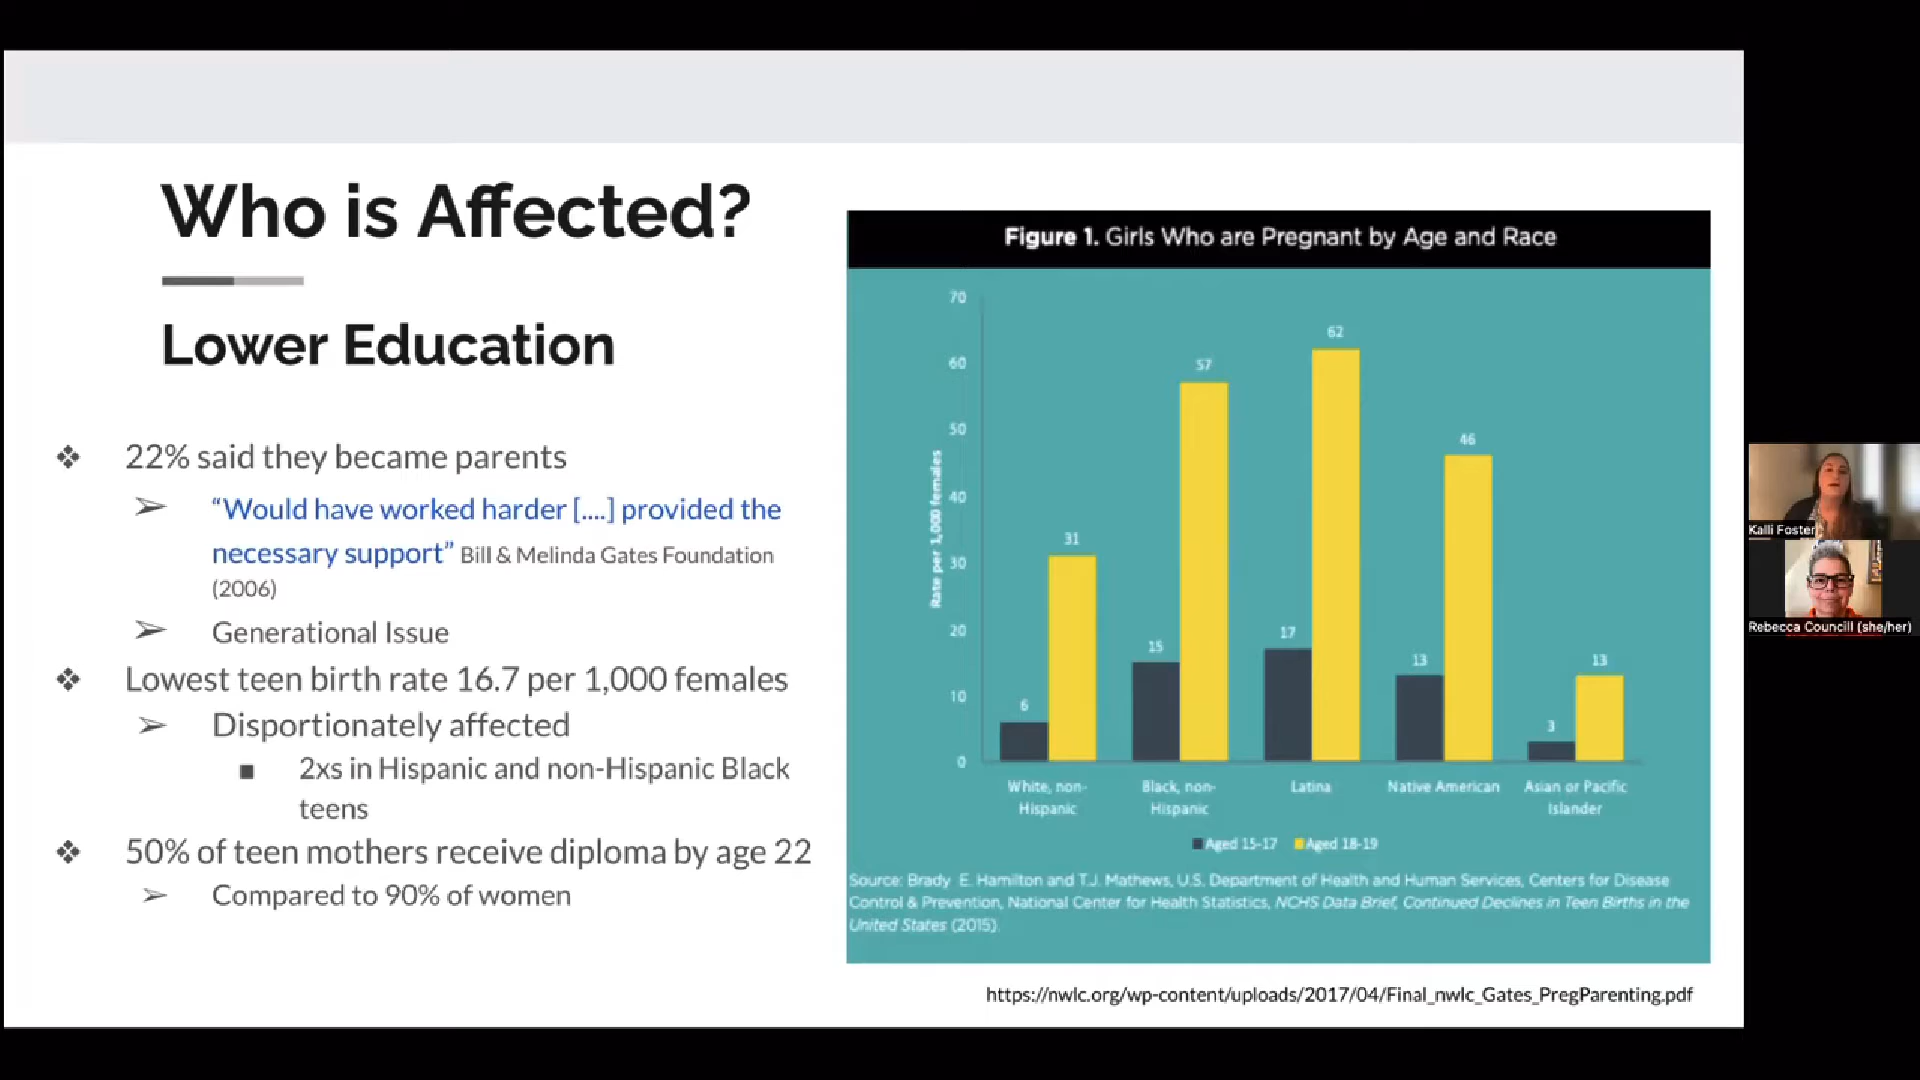 Who is Affected?
Lower Education
❖ 22% said they became parents
➢ “Would have worked harder [....] provided the
necessary support” Bill & Melinda Gates Foundation
(2006)
➢ Generational Issue
❖ Lowest teen birth rate 16.7 per 1,000 females
➢ Disportionately affected
■ 2xs in Hispanic and non-Hispanic Black
teens
❖ 50% of teen mothers receive diploma by age 22
➢ Compared to 90% of women
Figure 1. Girls Who are Pregnant by Age and Race
Rate per 1,000 females
70
60
50
40
30
20
10
0
6
31
15
57
17
62
13
46
3
13
White, non-
Hispanic
Black, non-
Hispanic
Latina
Native American
Asian or Pacific
Islander
Aged 15-17 Aged 18-19
Source: Brady E. Hamilton and T.J. Mathews, U.S. Department of Health and Human Services, Centers for Disease
Control & Prevention, National Center for Health Statistics, NCHS Data Brief, Continued Declines in Teen Births in the
United States (2015).
https://nwlc.org/wp-content/uploads/2017/04/Final_nwlc_Gates_PregParenting.pdf
Kalli Foster
Rebecca Councill (she/her)